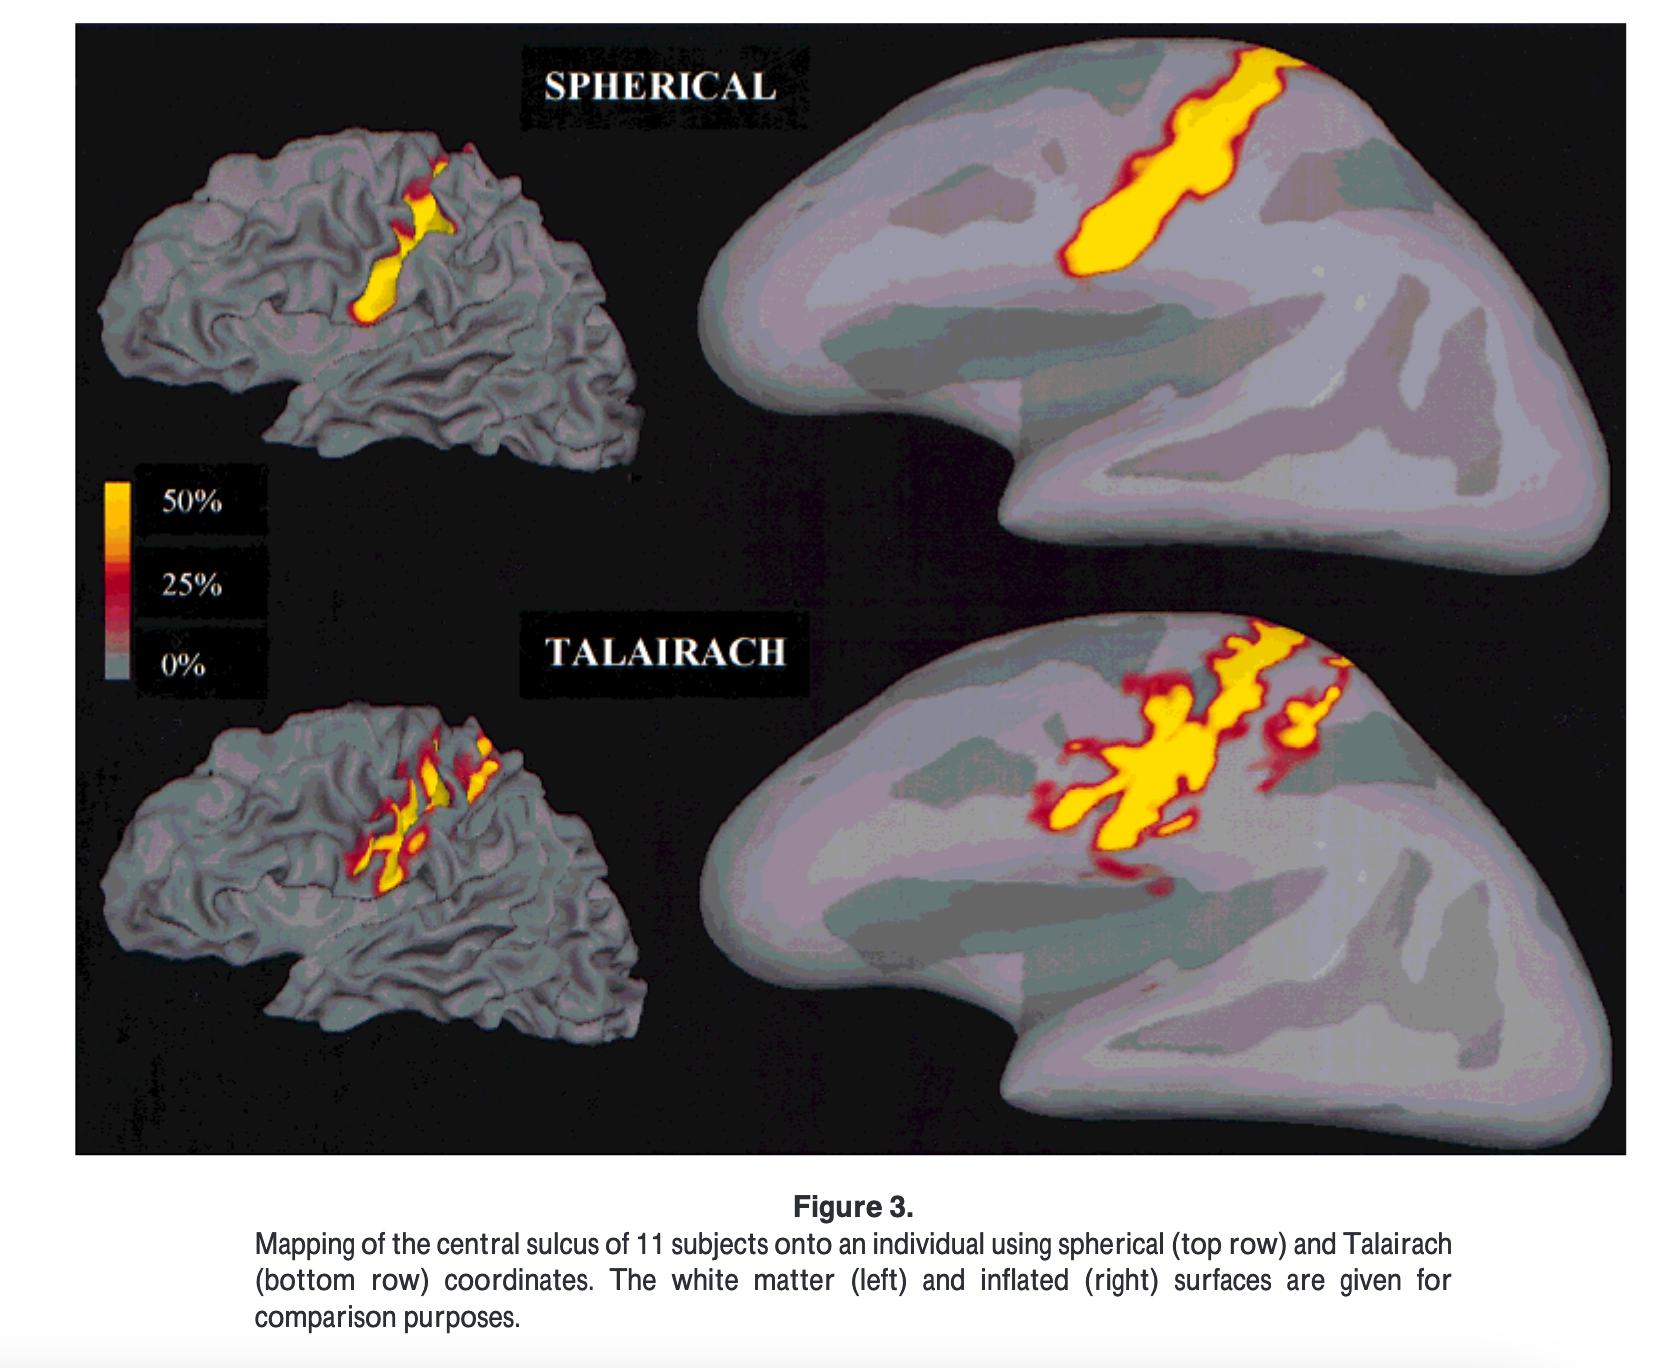 SPHERICAL
50%
25%
0%
TALAIRACH
Figure 3.
Mapping of the central sulcus of 11 subjects onto an individual using spherical (top row) and Talairach
(bottom row) coordinates. The white matter (left) and inflated (right) surfaces are given for
comparison purposes.